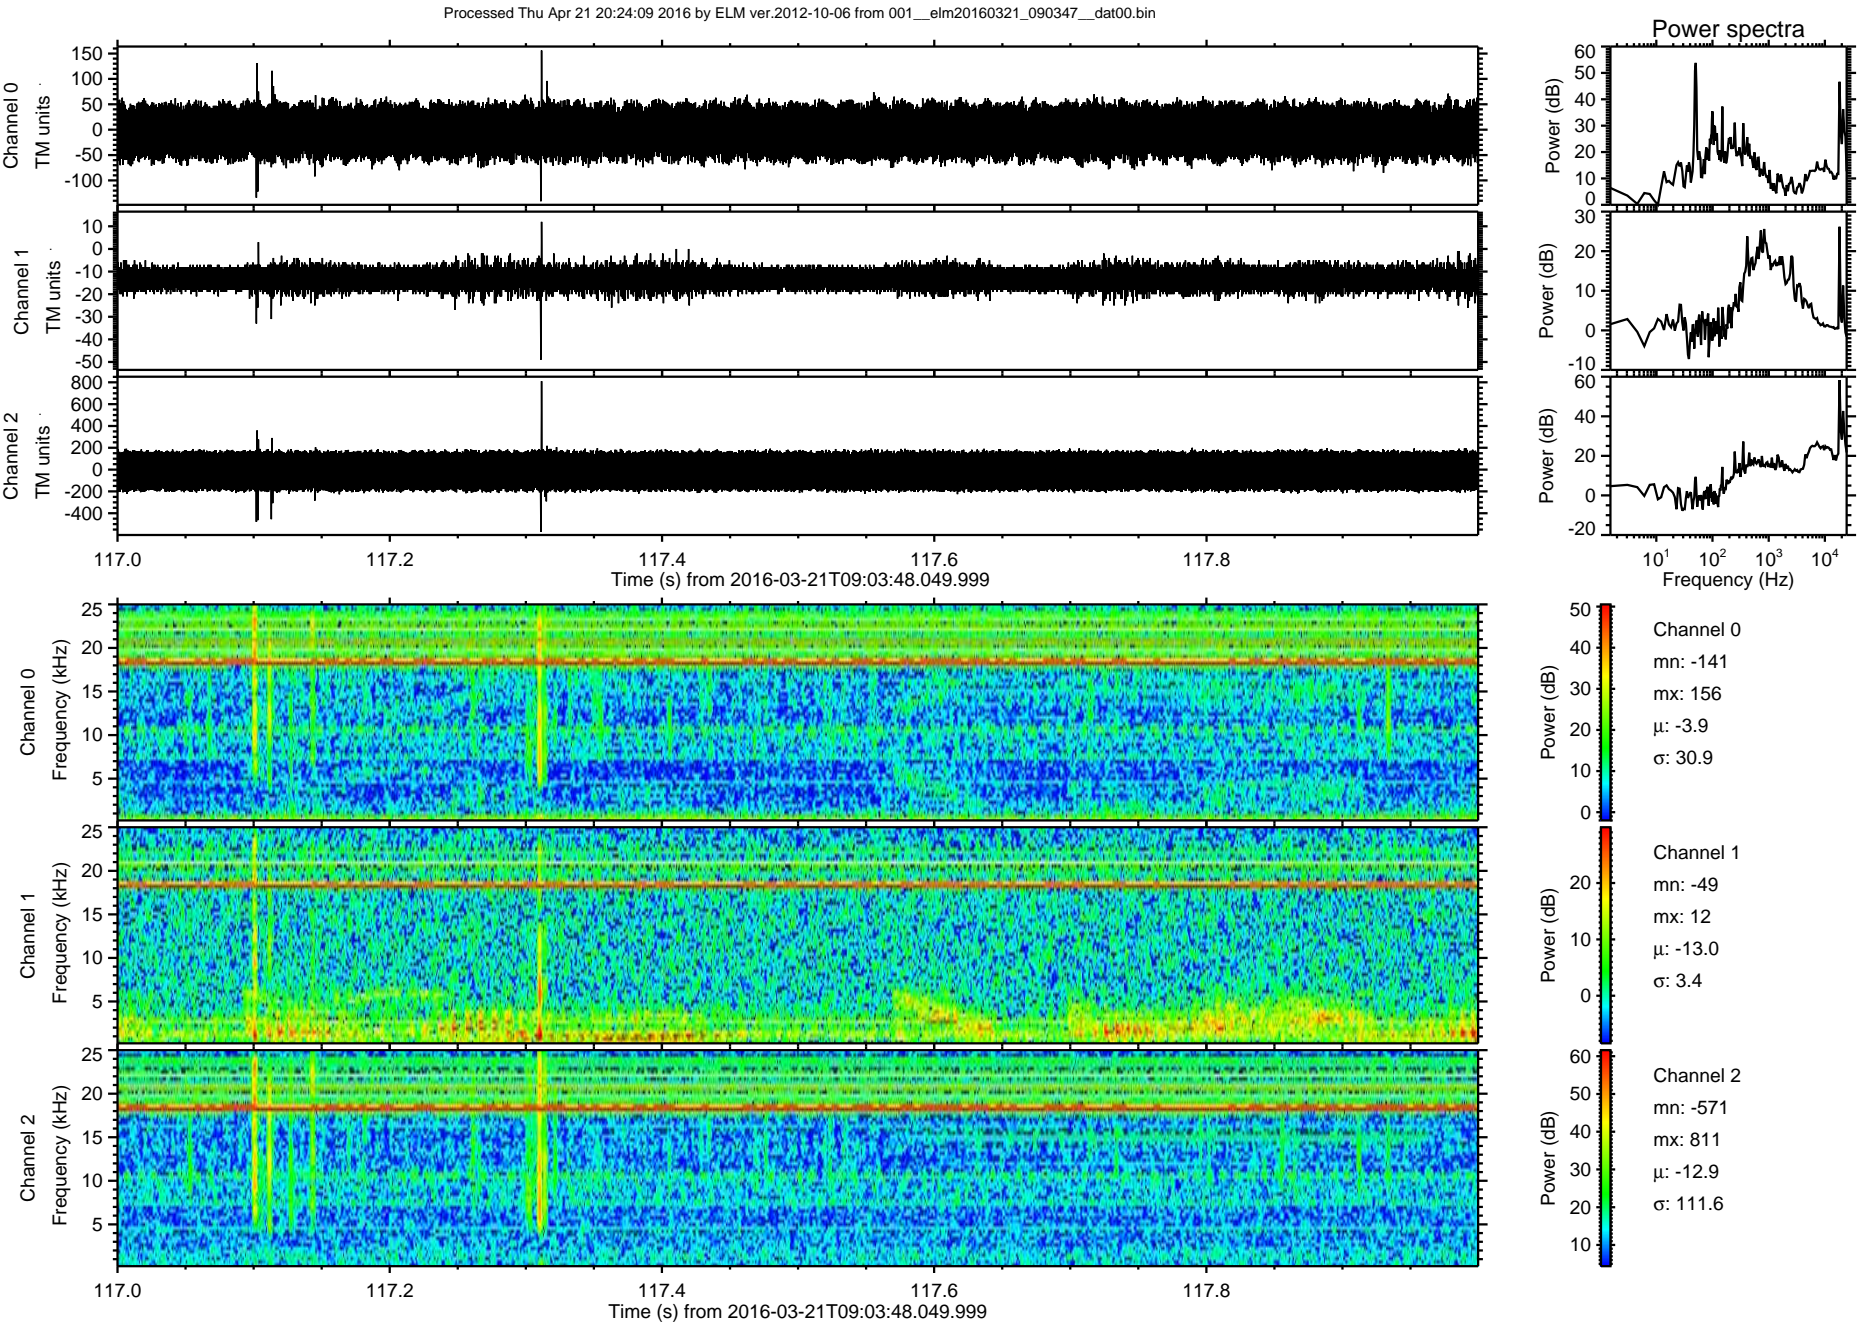 Processed Thu Apr 21 20:24:09 2016 by ELM ver.2012-10-06 from 001__elm20160321_090347__dat00.bin
Power spectra
Channel 0
TM units
150
100
50
0
-50
-100
Power (dB)
60
50
40
30
20
10
0
Channel 1
TM units
10
0
-10
-20
-30
-40
-50
Power (dB)
30
20
10
0
-10
Channel 2
TM units
800
600
400
200
0
-200
-400
Power (dB)
60
40
20
0
-20
117.0 117.2 117.4 117.6 117.8
Time (s) from 2016-03-21T09:03:48.049.999
10¹ 10² 10³ 10⁴
Frequency (Hz)
Channel 0
Frequency (kHz)
25
20
15
10
5
Power (dB)
50
40
30
20
10
0
Channel 0
mn: -141
mx: 156
µ: -3.9
σ: 30.9
Channel 1
Frequency (kHz)
25
20
15
10
5
Power (dB)
20
10
0
Channel 1
mn: -49
mx: 12
µ: -13.0
σ: 3.4
Channel 2
Frequency (kHz)
25
20
15
10
5
Power (dB)
60
50
40
30
20
10
Channel 2
mn: -571
mx: 811
µ: -12.9
σ: 111.6
117.0 117.2 117.4 117.6 117.8
Time (s) from 2016-03-21T09:03:48.049.999